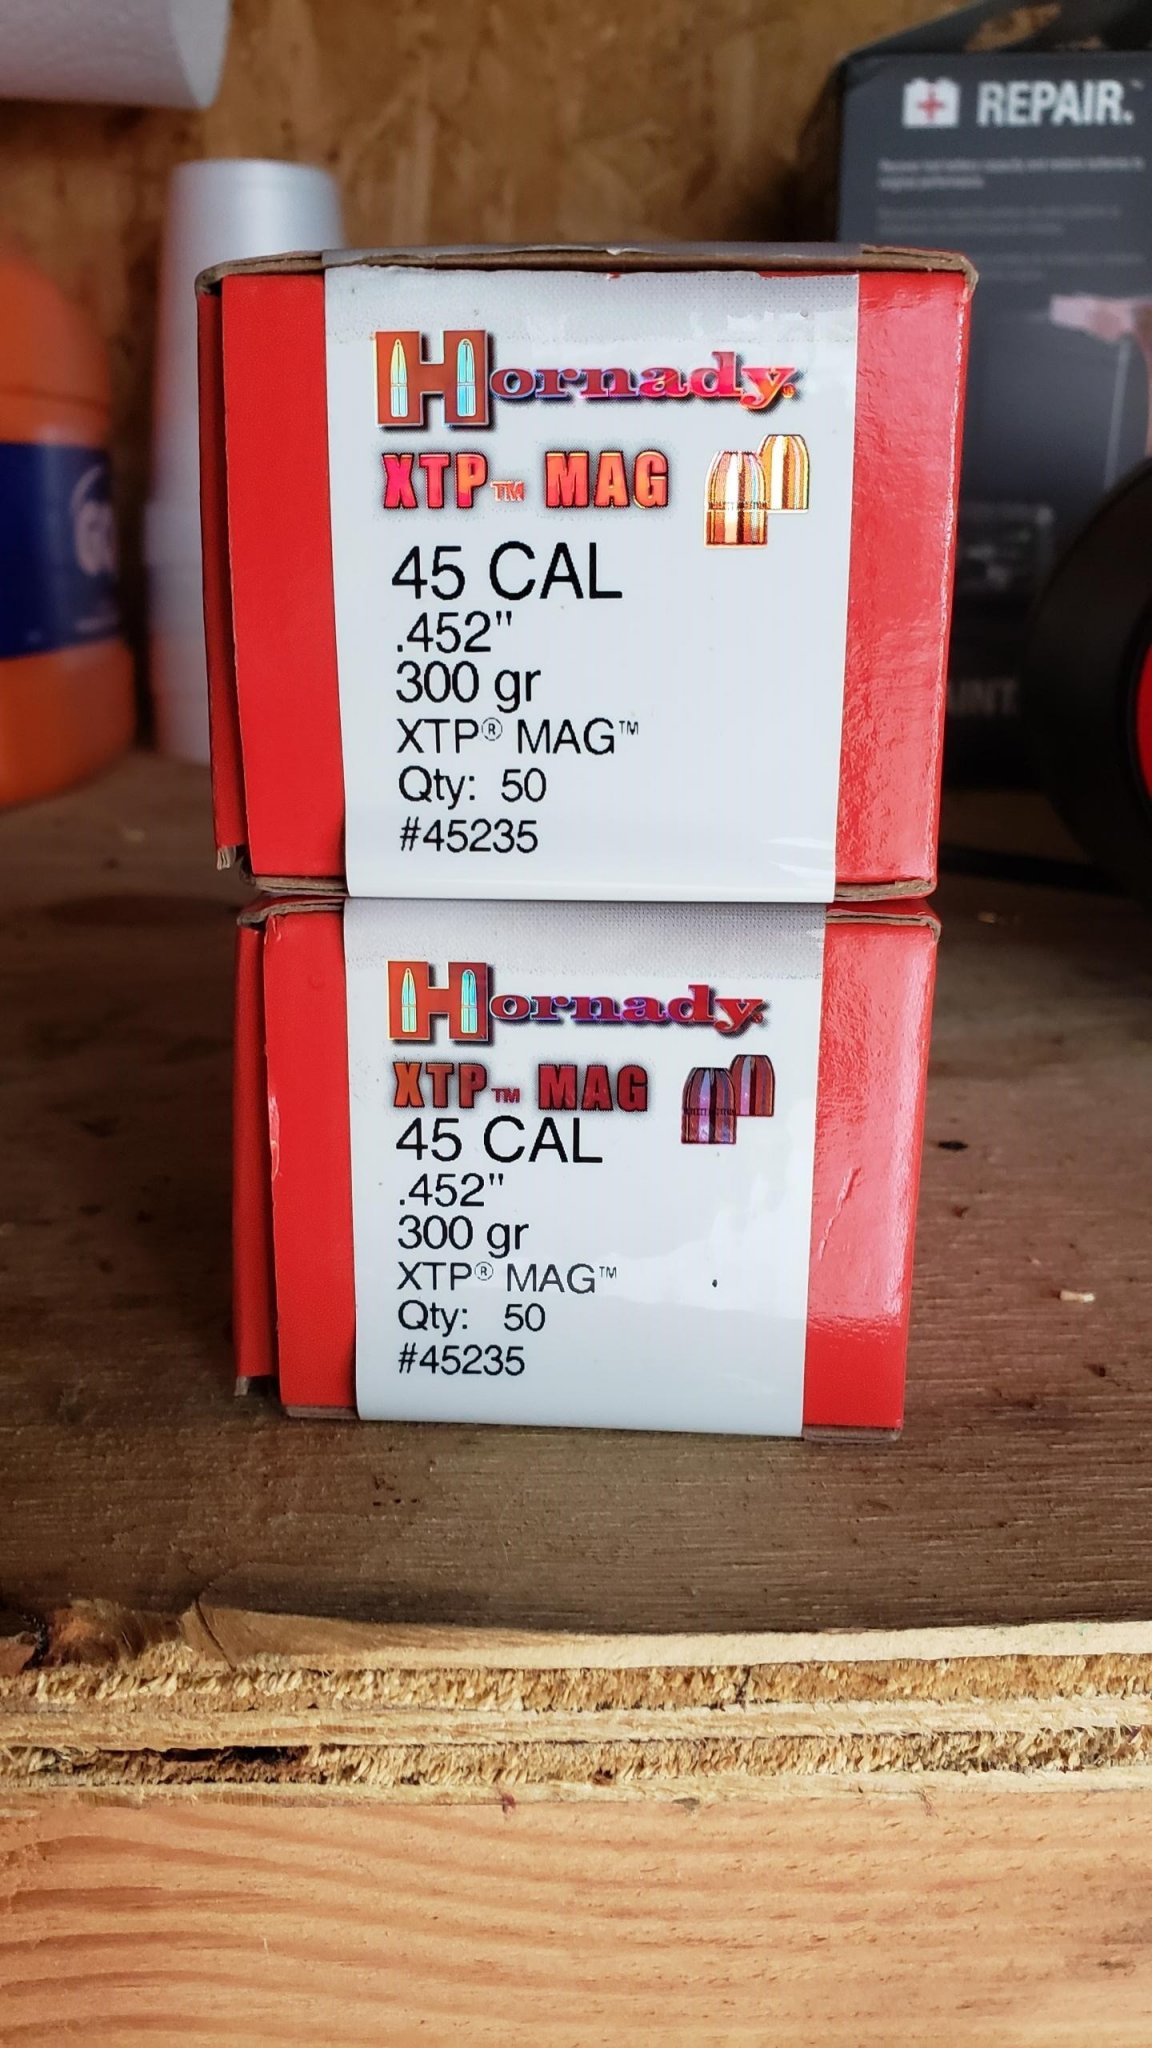 REPAIR.™
Hornady®
XTP™ MAG
45 CAL
.452"
300 gr
XTP® MAG™
Qty: 50
#45235
Hornady®
XTP™ MAG
45 CAL
.452"
300 gr
XTP® MAG™
Qty: 50
#45235